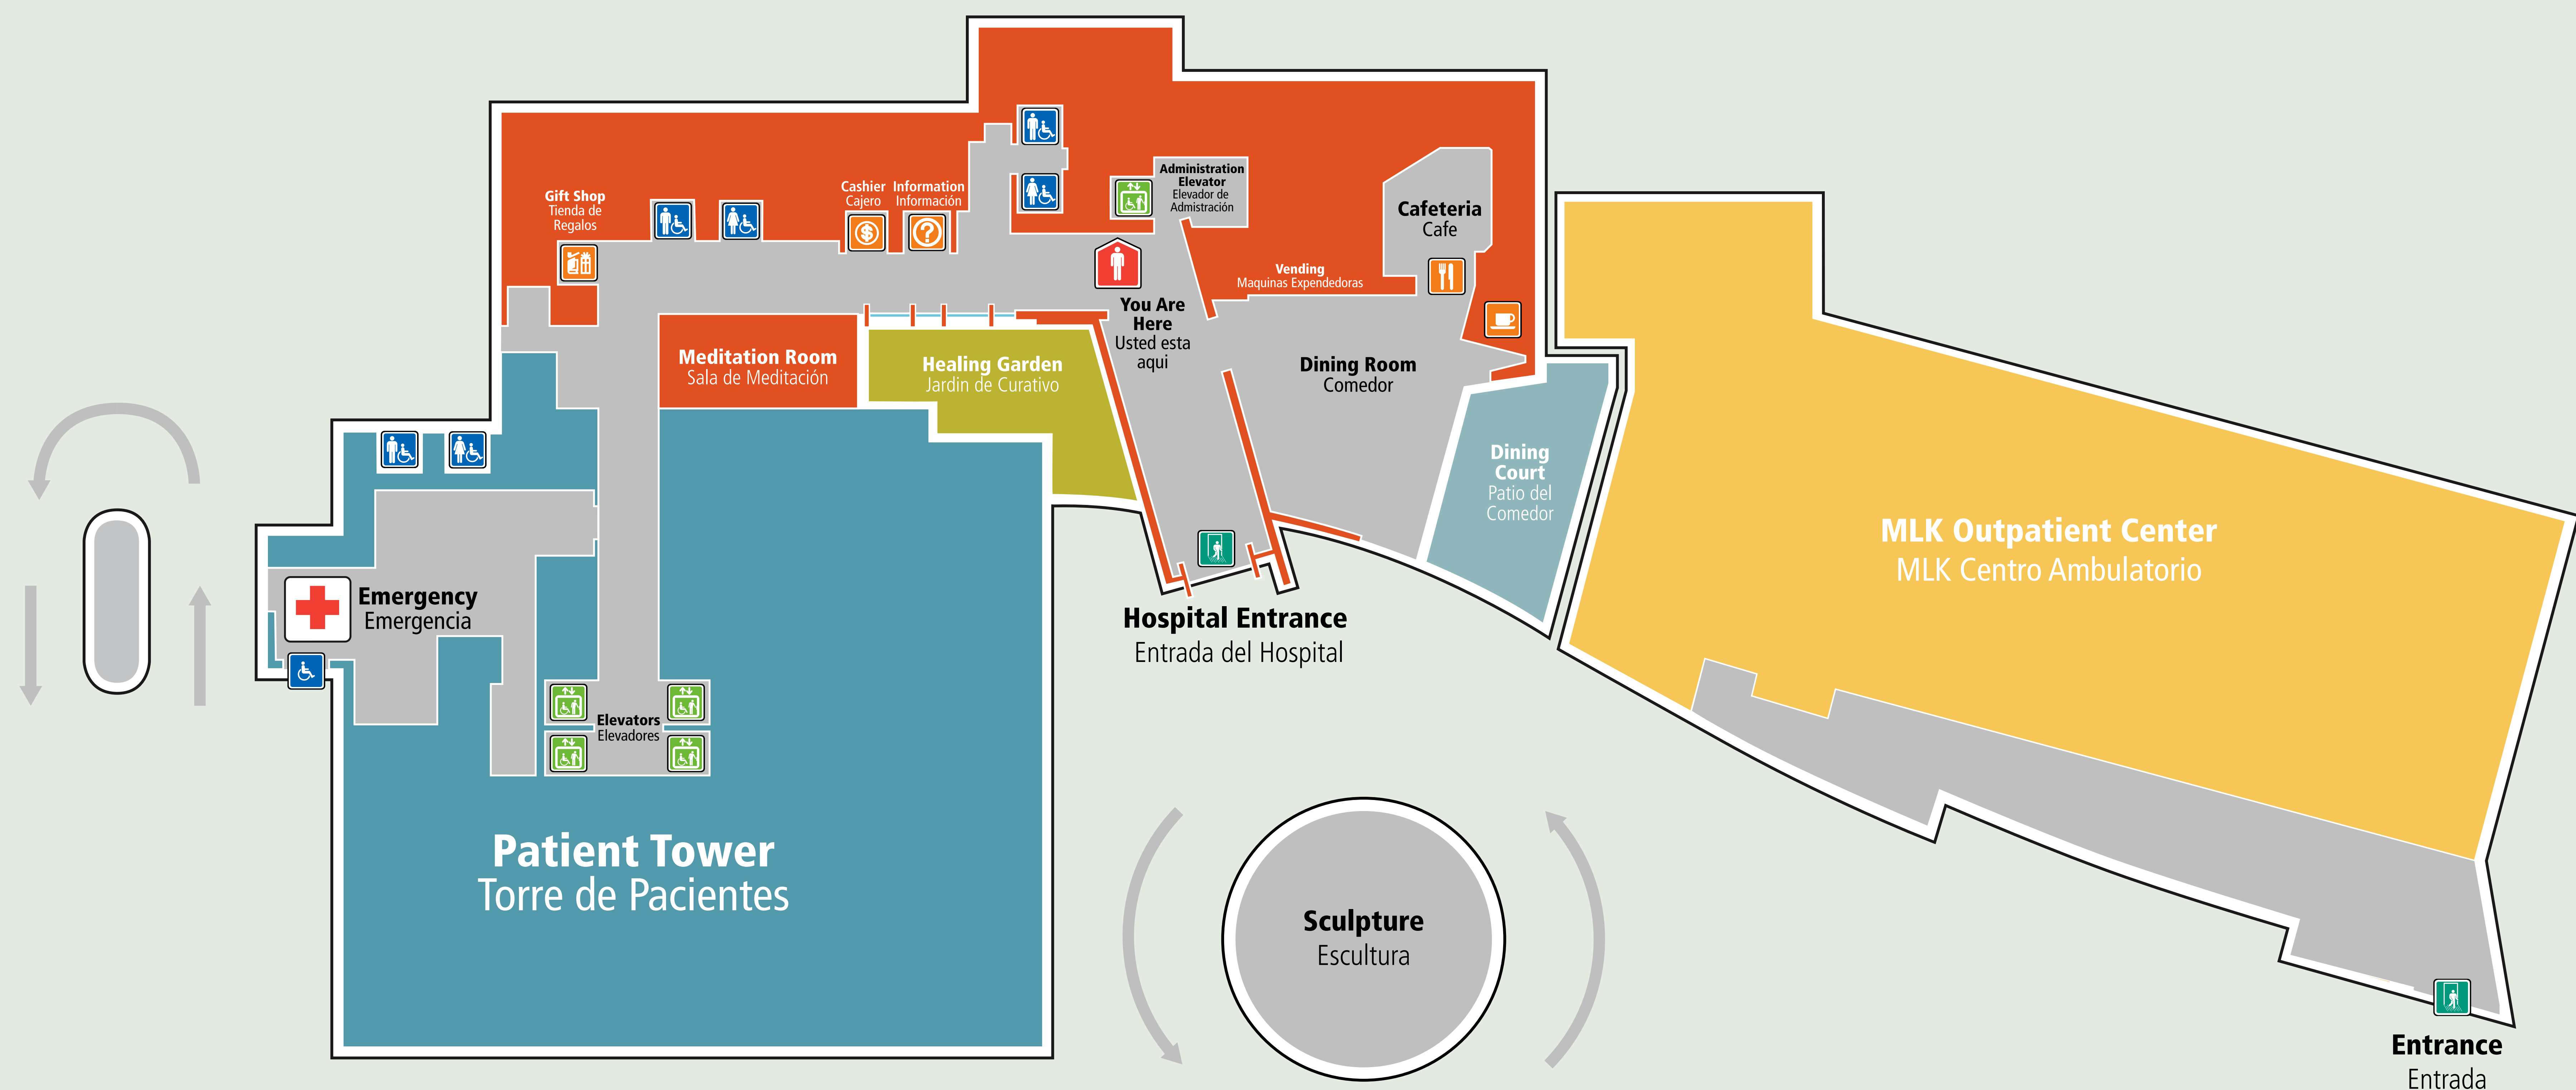 Gift Shop
Tienda de
Regalos
Cashier
Cajero
Information
Información
Administration
Elevator
Elevador de
Admistración
Cafeteria
Cafe
Vending
Maquinas Expendedoras
You Are
Here
Usted esta
aqui
Meditation Room
Sala de Meditación
Healing Garden
Jardin de Curativo
Dining Room
Comedor
Dining
Court
Patio del
Comedor
MLK Outpatient Center
MLK Centro Ambulatorio
Emergency
Emergencia
Hospital Entrance
Entrada del Hospital
Elevators
Elevadores
Patient Tower
Torre de Pacientes
Sculpture
Escultura
Entrance
Entrada